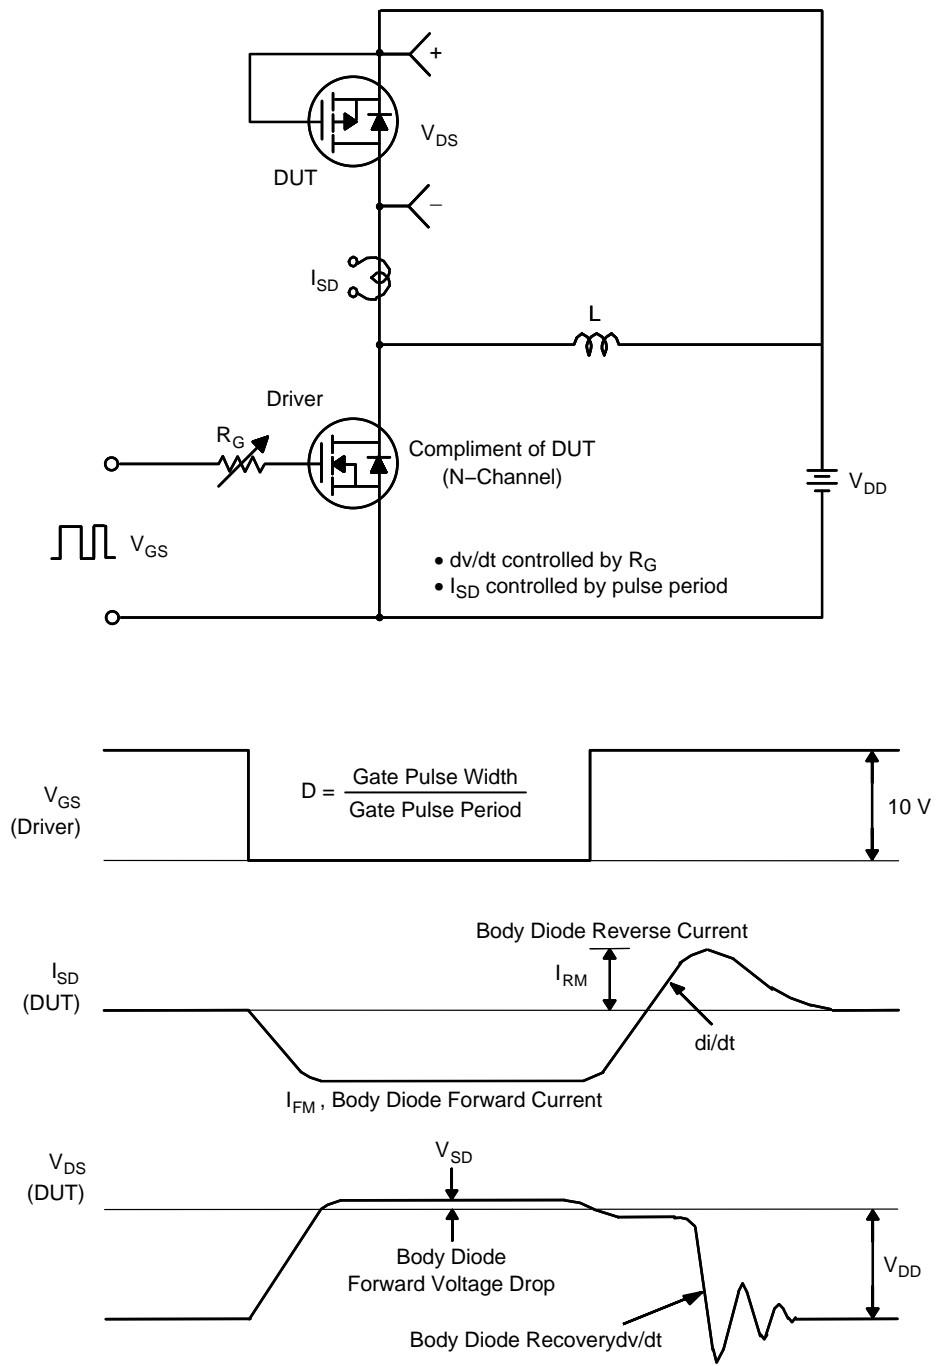 +
V_DS
DUT
–
I_SD
L
Driver
R_G
Compliment of DUT
(N–Channel)
V_DD
V_GS
• dv/dt controlled by R_G
• I_SD controlled by pulse period
V_GS
(Driver)
D = Gate Pulse Width
Gate Pulse Period
10 V
Body Diode Reverse Current
I_SD
(DUT)
I_RM
di/dt
I_FM , Body Diode Forward Current
V_DS
(DUT)
V_SD
Body Diode
Forward Voltage Drop
V_DD
Body Diode Recoverydv/dt